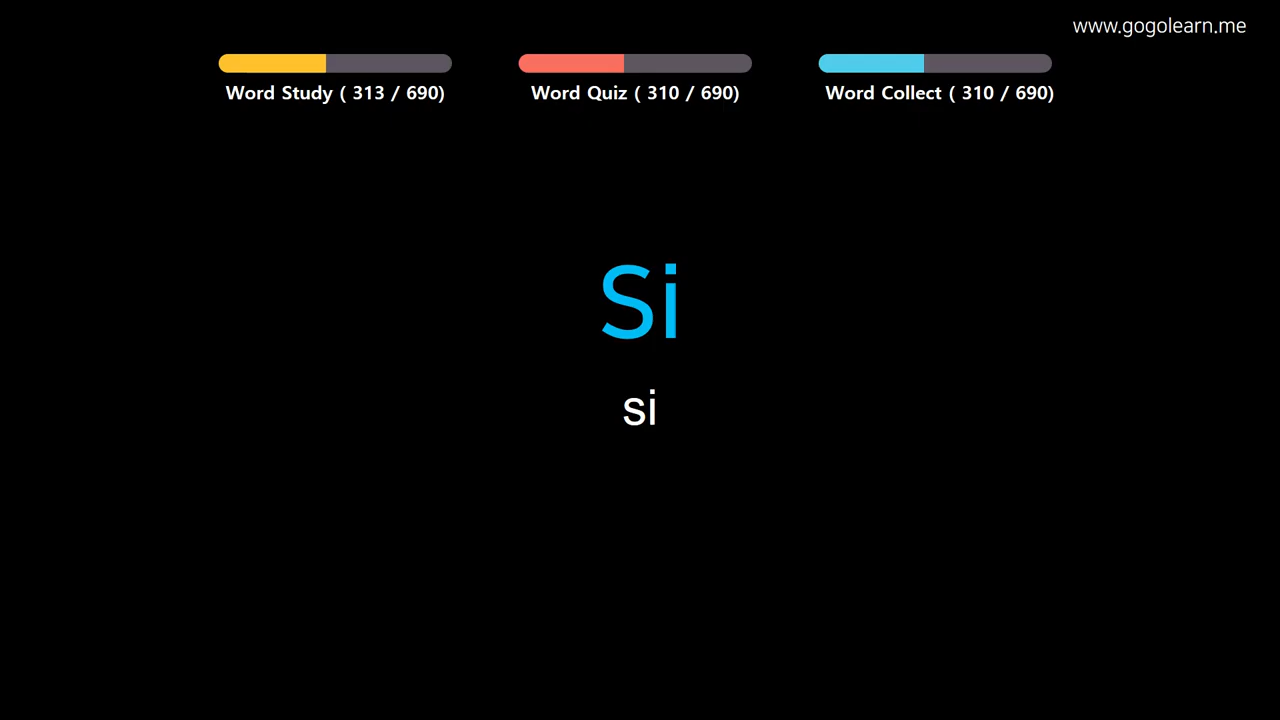 www.gogolearn.me
Word Study ( 313 / 690)
Word Quiz ( 310 / 690)
Word Collect ( 310 / 690)
Si
si